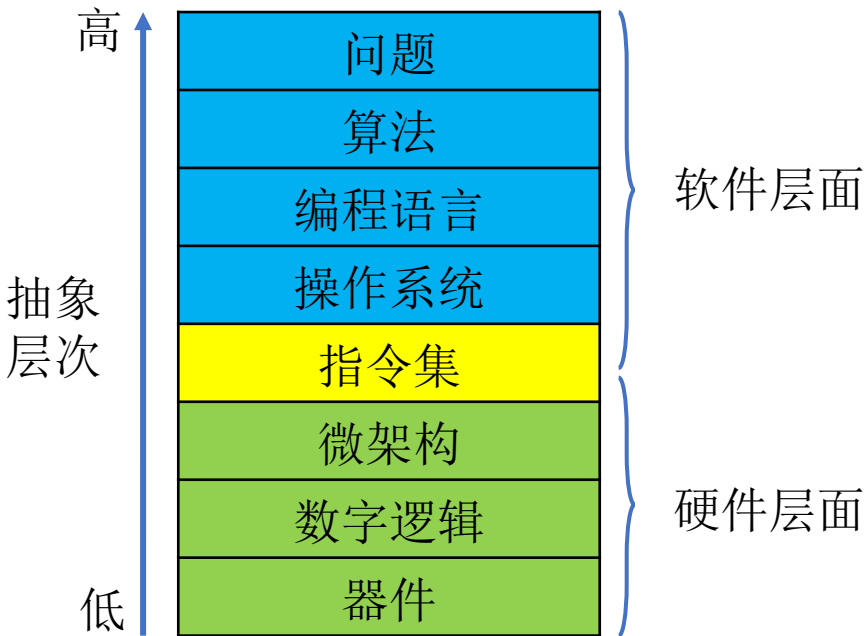 高
问题
算法
编程语言
软件层面
操作系统
抽象
层次
指令集
微架构
数字逻辑
硬件层面
器件
低